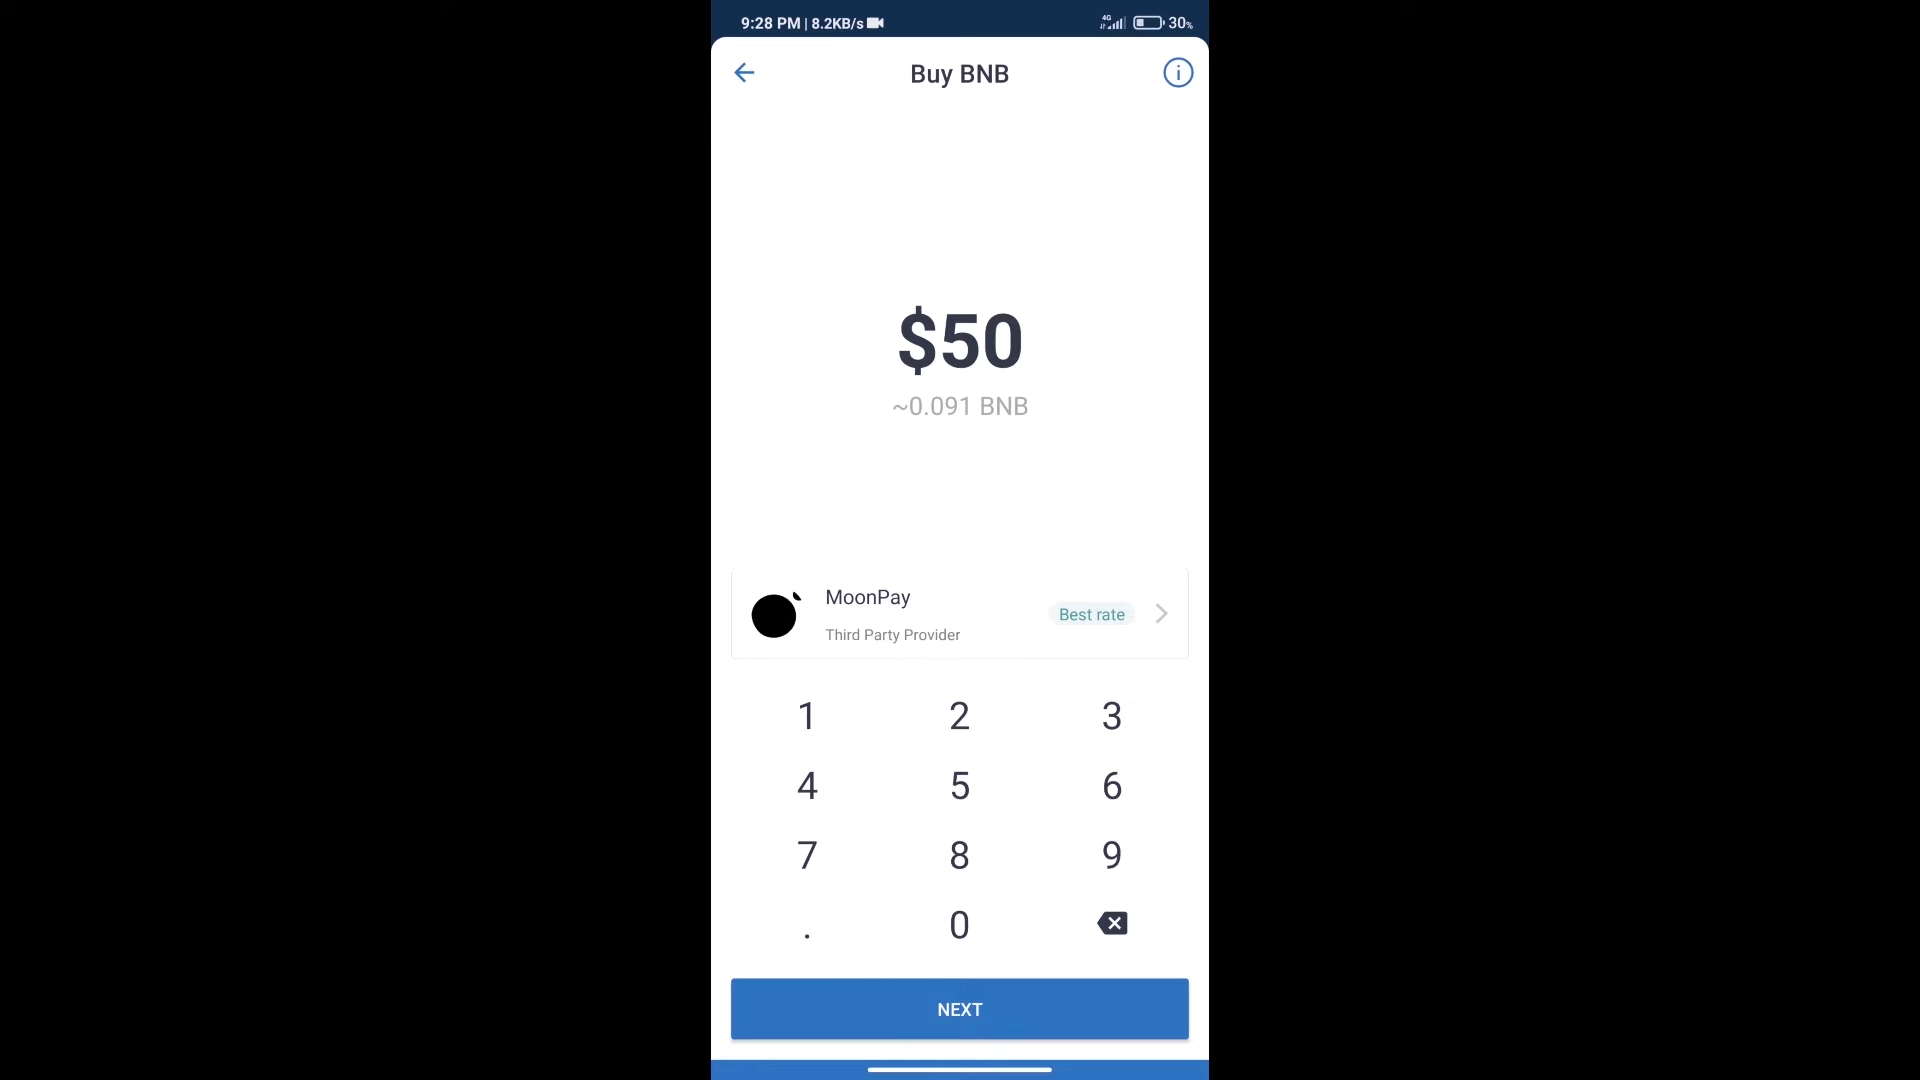 9:28 PM | 8.2KB/s 4G 30%
Buy BNB
$50
~0.091 BNB
MoonPay
Best rate
Third Party Provider
1 2 3
4 5 6
7 8 9
. 0
NEXT